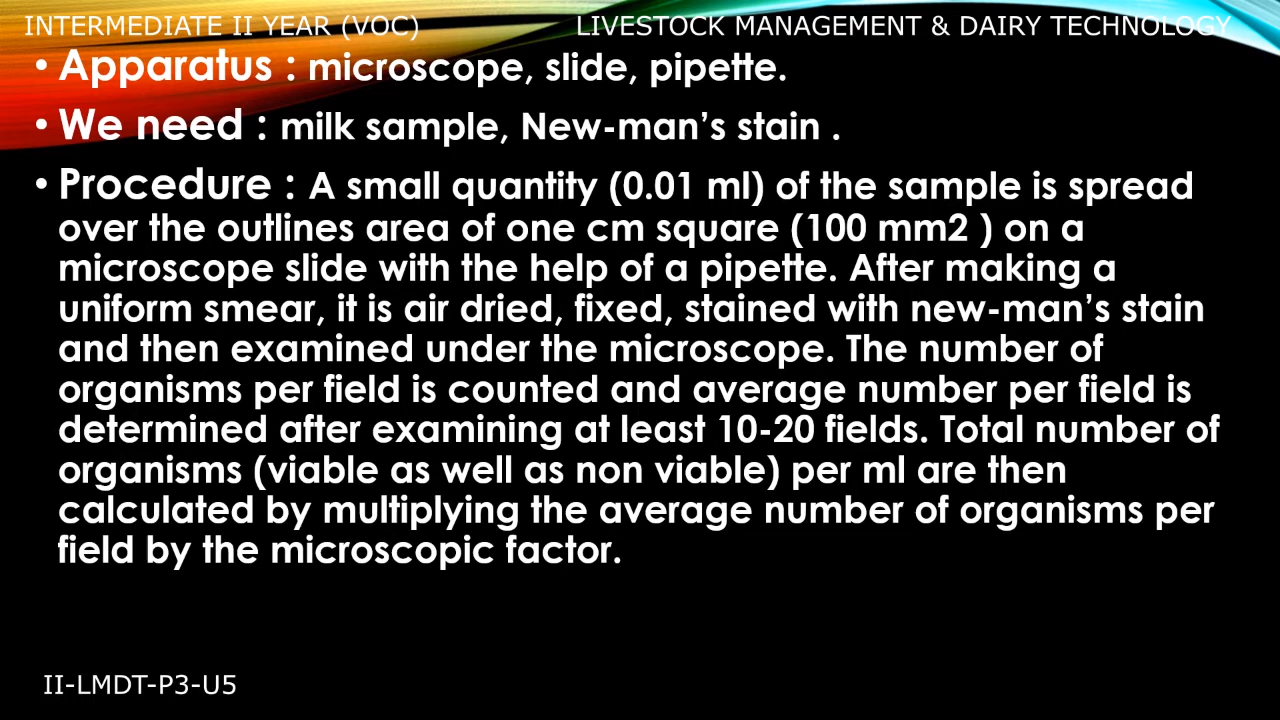 INTERMEDIATE II YEAR (VOC) LIVESTOCK MANAGEMENT & DAIRY TECHNOLOGY
• Apparatus : microscope, slide, pipette.
• We need : milk sample, New-man’s stain .
• Procedure : A small quantity (0.01 ml) of the sample is spread
over the outlines area of one cm square (100 mm2 ) on a
microscope slide with the help of a pipette. After making a
uniform smear, it is air dried, fixed, stained with new-man’s stain
and then examined under the microscope. The number of
organisms per field is counted and average number per field is
determined after examining at least 10-20 fields. Total number of
organisms (viable as well as non viable) per ml are then
calculated by multiplying the average number of organisms per
field by the microscopic factor.
II-LMDT-P3-U5